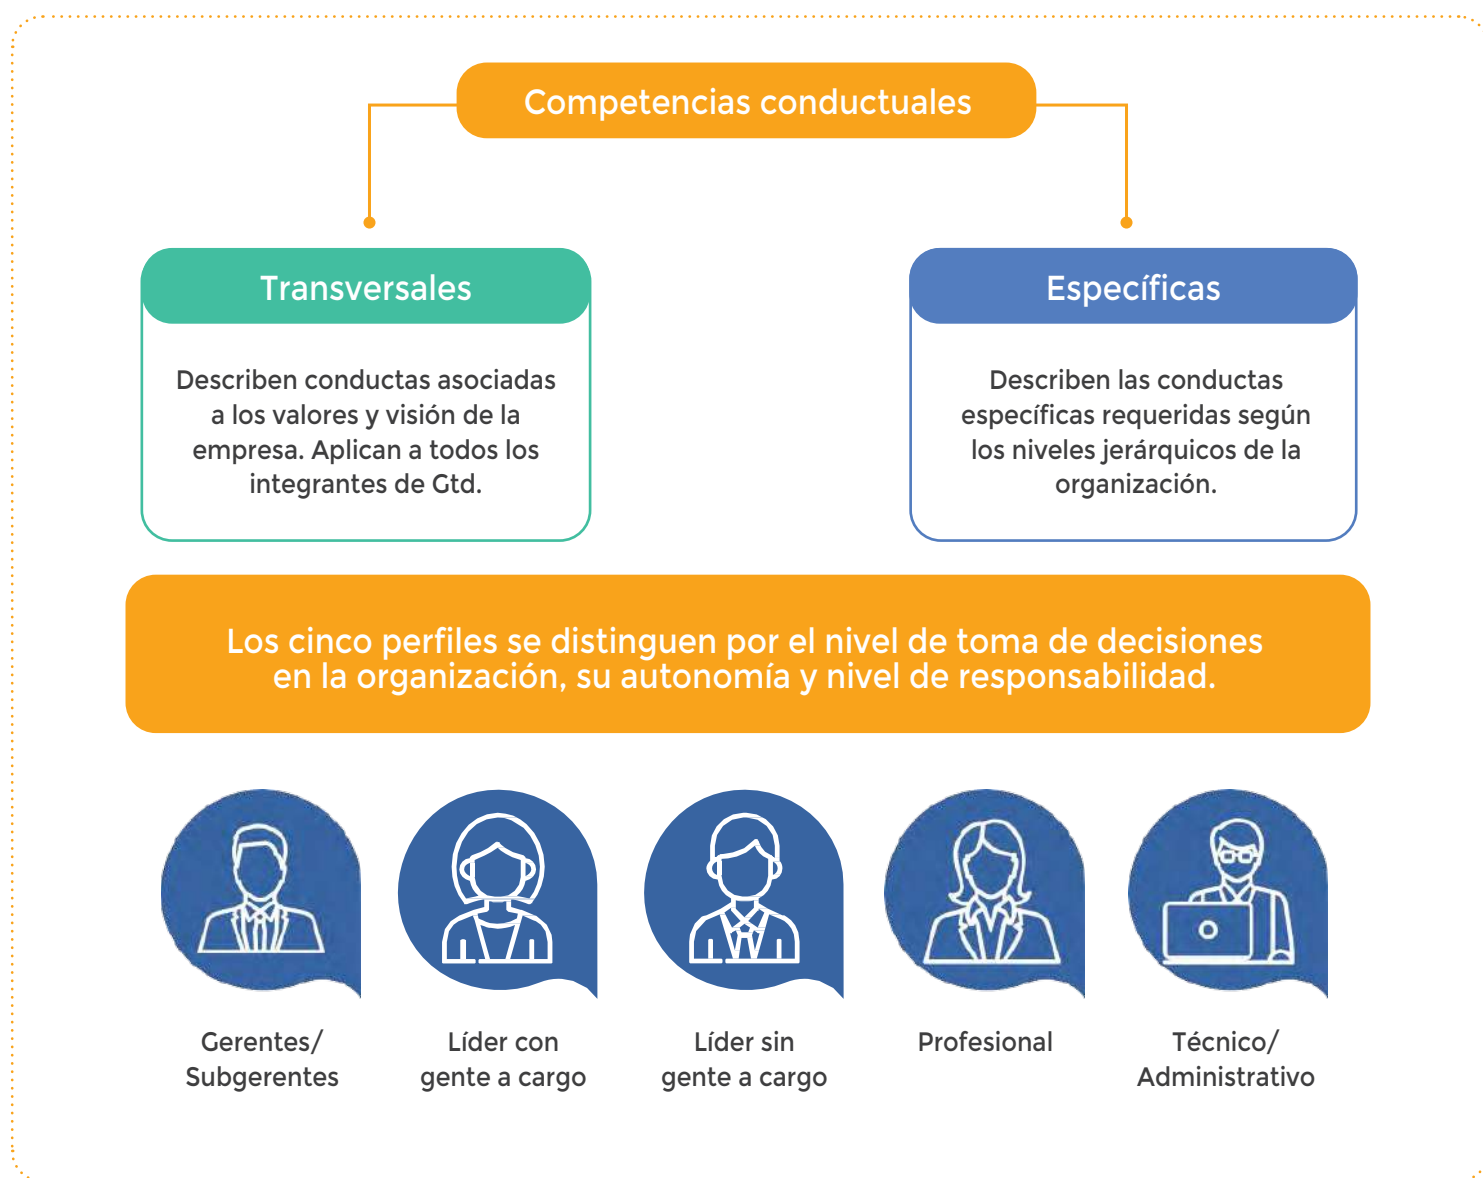 Competencias conductuales
Transversales
Describen conductas asociadas
a los valores y visión de la
empresa. Aplican a todos los
integrantes de Gtd.
Específicas
Describen las conductas
específicas requeridas según
los niveles jerárquicos de la
organización.
Los cinco perfiles se distinguen por el nivel de toma de decisiones
en la organización, su autonomía y nivel de responsabilidad.
Gerentes/
Subgerentes
Líder con
gente a cargo
Líder sin
gente a cargo
Profesional
Técnico/
Administrativo